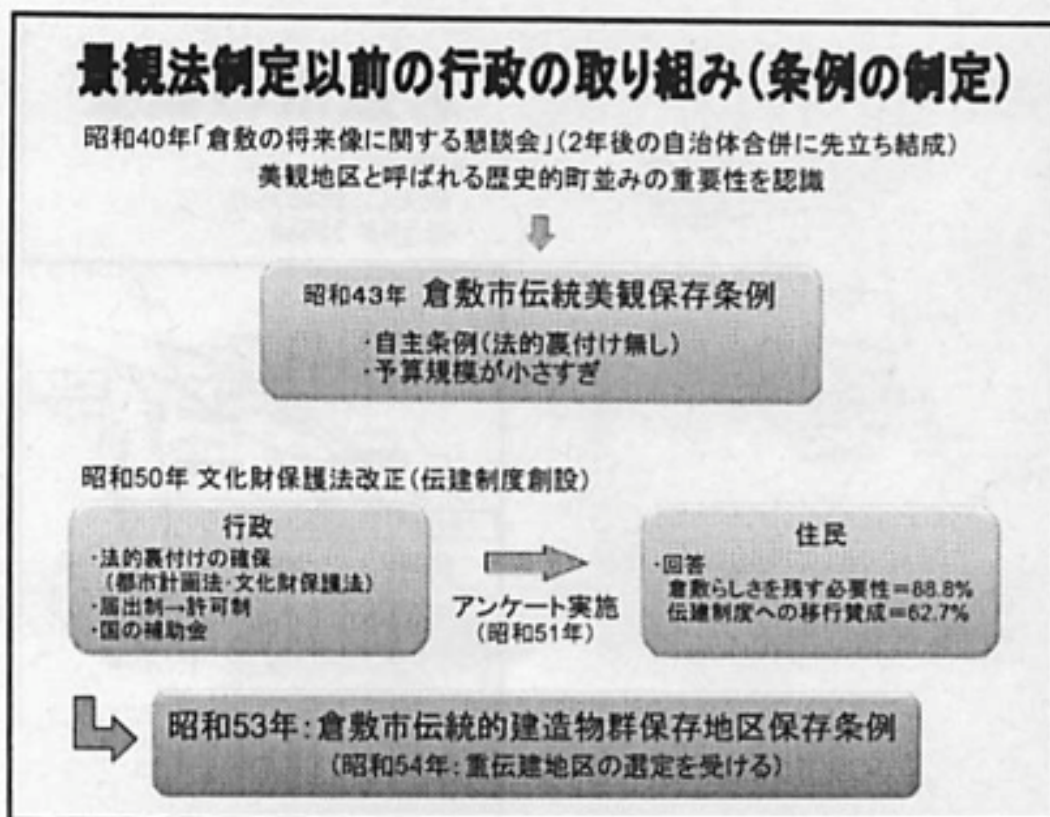 景観法制定以前の行政の取り組み(条例の制定)
昭和40年「倉敷の将来像に関する懇談会」(2年後の自治体合併に先立ち結成)
美観地区と呼ばれる歴史的町並みの重要性を認識
昭和43年 倉敷市伝統美観保存条例
・自主条例(法的裏付け無し)
・予算規模が小さすぎ
昭和50年 文化財保護法改正(伝建制度創設)
行政
・法的裏付けの確保
(都市計画法・文化財保護法)
・届出制→許可制
・国の補助会
アンケート実施
(昭和51年)
住民
・回答
倉敷らしさを残す必要性=88.8%
伝建制度への移行賛成=62.7%
昭和53年:倉敷市伝統的建造物群保存地区保存条例
(昭和54年:重伝建地区の選定を受ける)